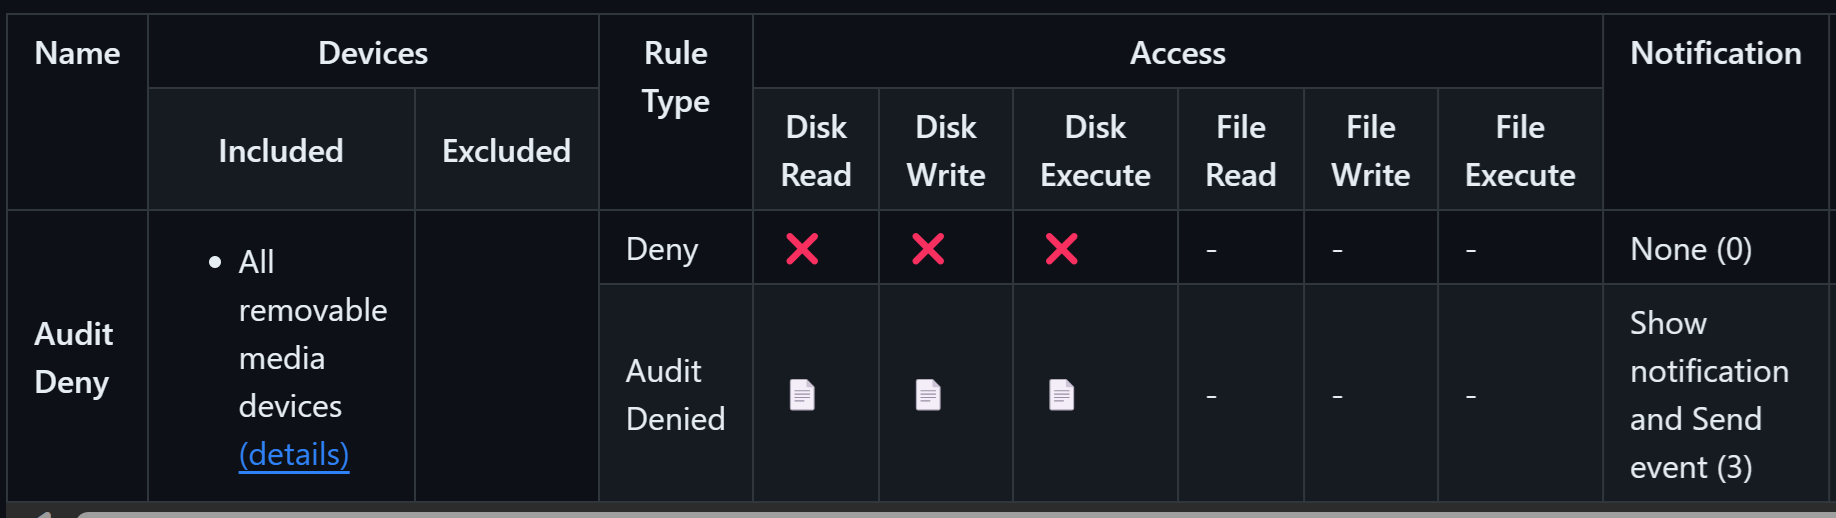 Name
Devices
Rule
Type
Access
Notification
Included
Excluded
Disk
Read
Disk
Write
Disk
Execute
File
Read
File
Write
File
Execute
Audit
Deny
• All
removable
media
devices
(details)
Deny
❌
❌
❌
-
-
-
None (0)
Audit
Denied
-
-
-
Show
notification
and Send
event (3)